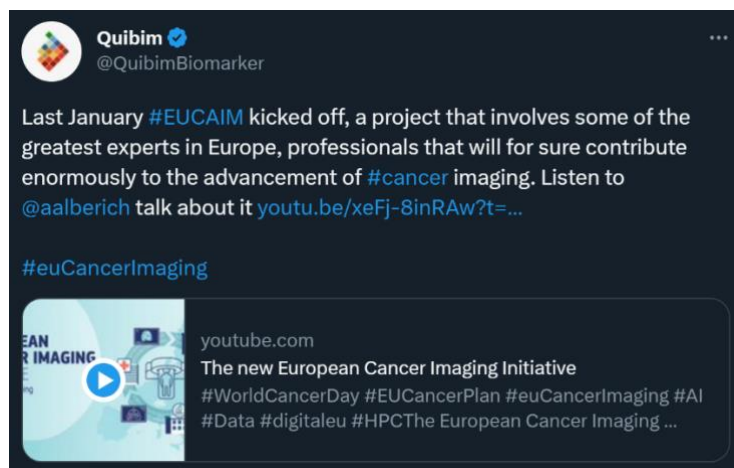 Quibim
@QuibimBiomarker
Last January #EUCAIM kicked off, a project that involves some of the
greatest experts in Europe, professionals that will for sure contribute
enormously to the advancement of #cancer imaging. Listen to
@aalberich talk about it youtu.be/xeFj-8inRAw?t=...
#euCancerImaging
EAN
R IMAGING
youtube.com
The new European Cancer Imaging Initiative
#WorldCancerDay #EUCancerPlan #euCancerImaging #AI
#Data #digitaleu #HPCThe European Cancer Imaging ...